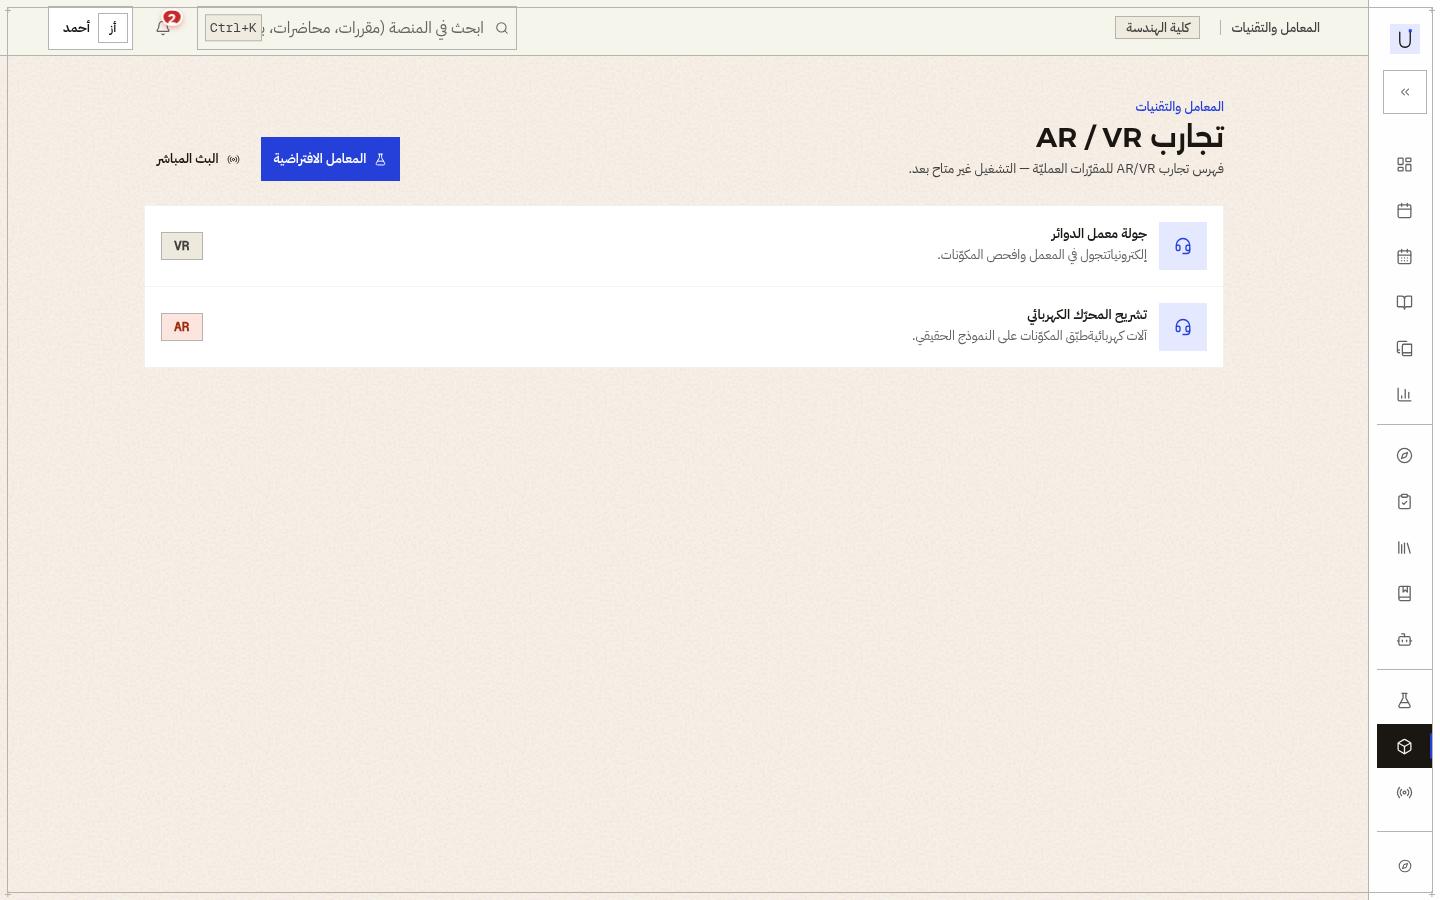 المعامل والتقنيات
كلية الهندسة
ابحث في المنصة (مقررات، محاضرات، ب
Ctrl+K
2
أز
أحمد
المعامل والتقنيات
تجارب AR / VR
فهرس تجارب AR/VR للمقرّرات العمليّة — التشغيل غير متاح بعد.
المعامل الافتراضية
البث المباشر
جولة معمل الدوائر
إلكترونياتتجول في المعمل وافحص المكوّنات.
VR
تشريح المحرّك الكهربائي
آلات كهربائيةطبّق المكوّنات على النموذج الحقيقي.
AR